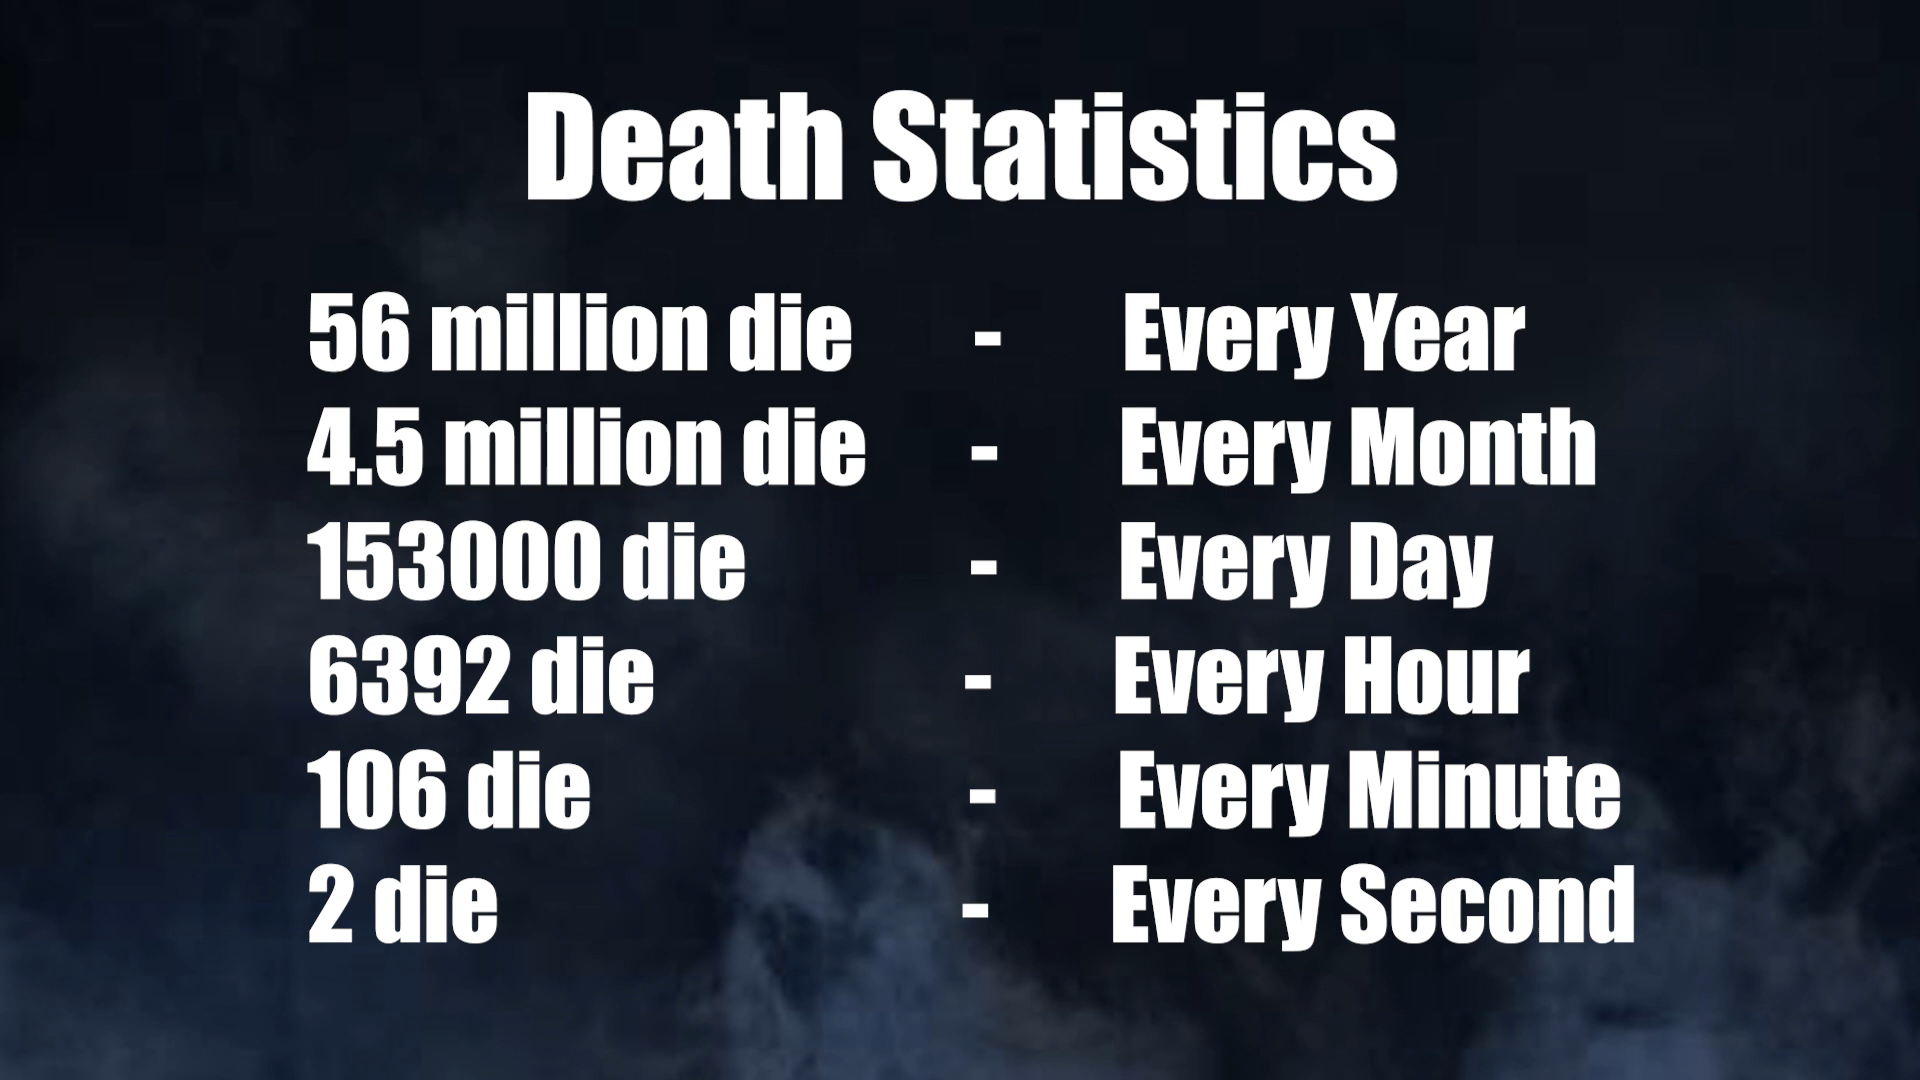 Death Statistics
56 million die - Every Year
4.5 million die - Every Month
153000 die - Every Day
6392 die - Every Hour
106 die - Every Minute
2 die - Every Second